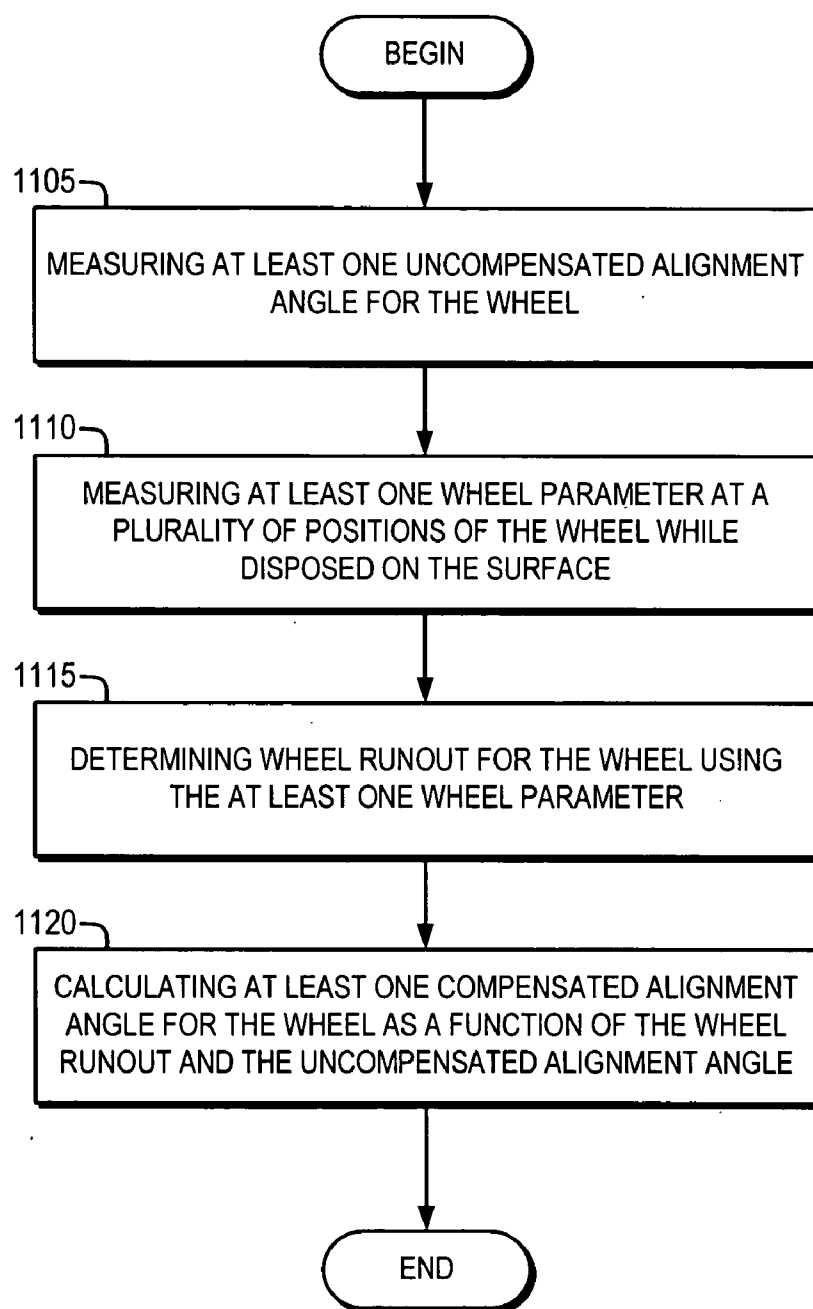 BEGIN
1105
MEASURING AT LEAST ONE UNCOMPENSATED ALIGNMENT
ANGLE FOR THE WHEEL
1110
MEASURING AT LEAST ONE WHEEL PARAMETER AT A
PLURALITY OF POSITIONS OF THE WHEEL WHILE
DISPOSED ON THE SURFACE
1115
DETERMINING WHEEL RUNOUT FOR THE WHEEL USING
THE AT LEAST ONE WHEEL PARAMETER
1120
CALCULATING AT LEAST ONE COMPENSATED ALIGNMENT
ANGLE FOR THE WHEEL AS A FUNCTION OF THE WHEEL
RUNOUT AND THE UNCOMPENSATED ALIGNMENT ANGLE
END